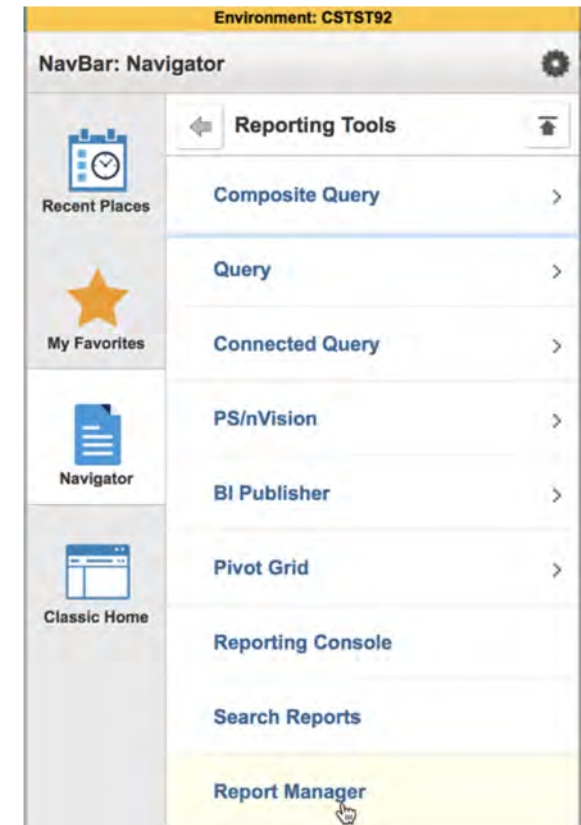 Environment: CSTST92
NavBar: Navigator
Reporting Tools
Recent Places
Composite Query
Query
My Favorites
Connected Query
PS/nVision
Navigator
BI Publisher
Pivot Grid
Classic Home
Reporting Console
Search Reports
Report Manager